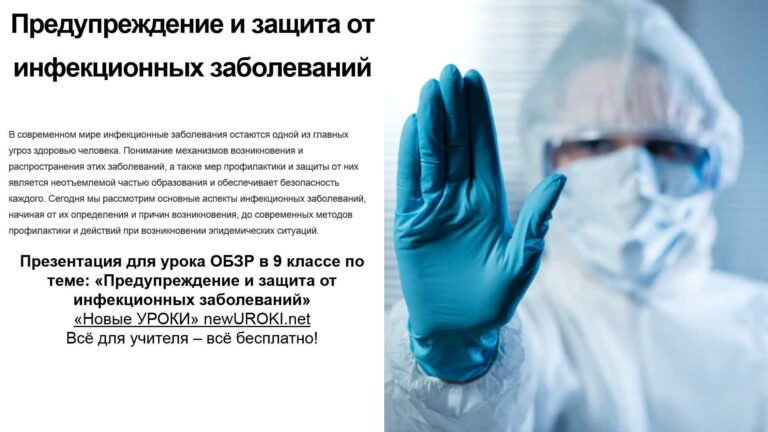 Предупреждение и защита от
инфекционных заболеваний
В современном мире инфекционные заболевания остаются одной из главных
угроз здоровью человека. Понимание механизмов возникновения и
распространения этих заболеваний, а также мер профилактики и защиты от них
является неотъемлемой частью образования и обеспечивает безопасность
каждого. Сегодня мы рассмотрим основные аспекты инфекционных заболеваний,
начиная от их определения и причин возникновения, до современных методов
профилактики и действий при возникновении эпидемических ситуаций.
Презентация для урока ОБЗР в 9 классе по
теме: «Предупреждение и защита от
инфекционных заболеваний»
«Новые УРОКИ» newUROKI.net
Всё для учителя – всё бесплатно!